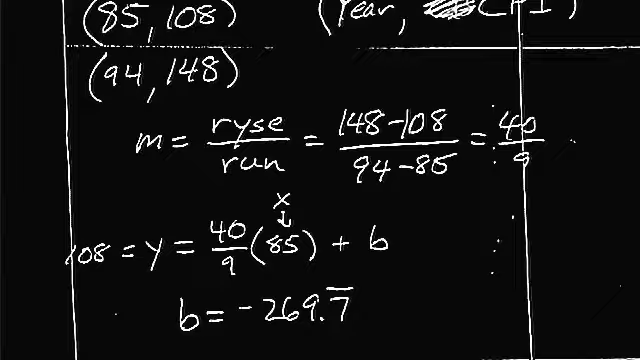 (85, 108) (Year, CPI)
(94, 148)
m = ryse/run = 148-108/94-85 = 40/9
x
↓
108 = y = 40/9 (85) + b
b = -269.7̅